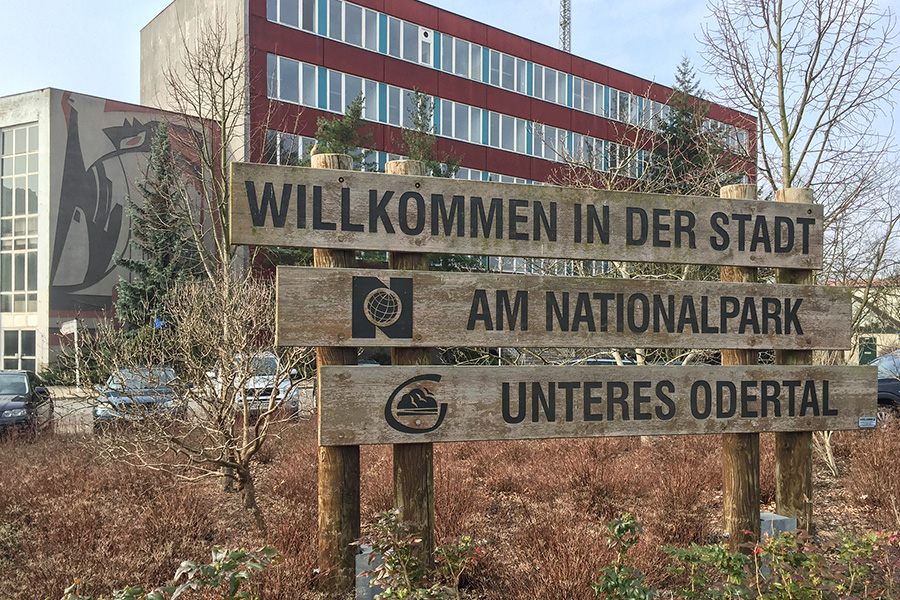 WILLKOMMEN IN DER STADT
AM NATIONALPARK
UNTERES ODERTAL